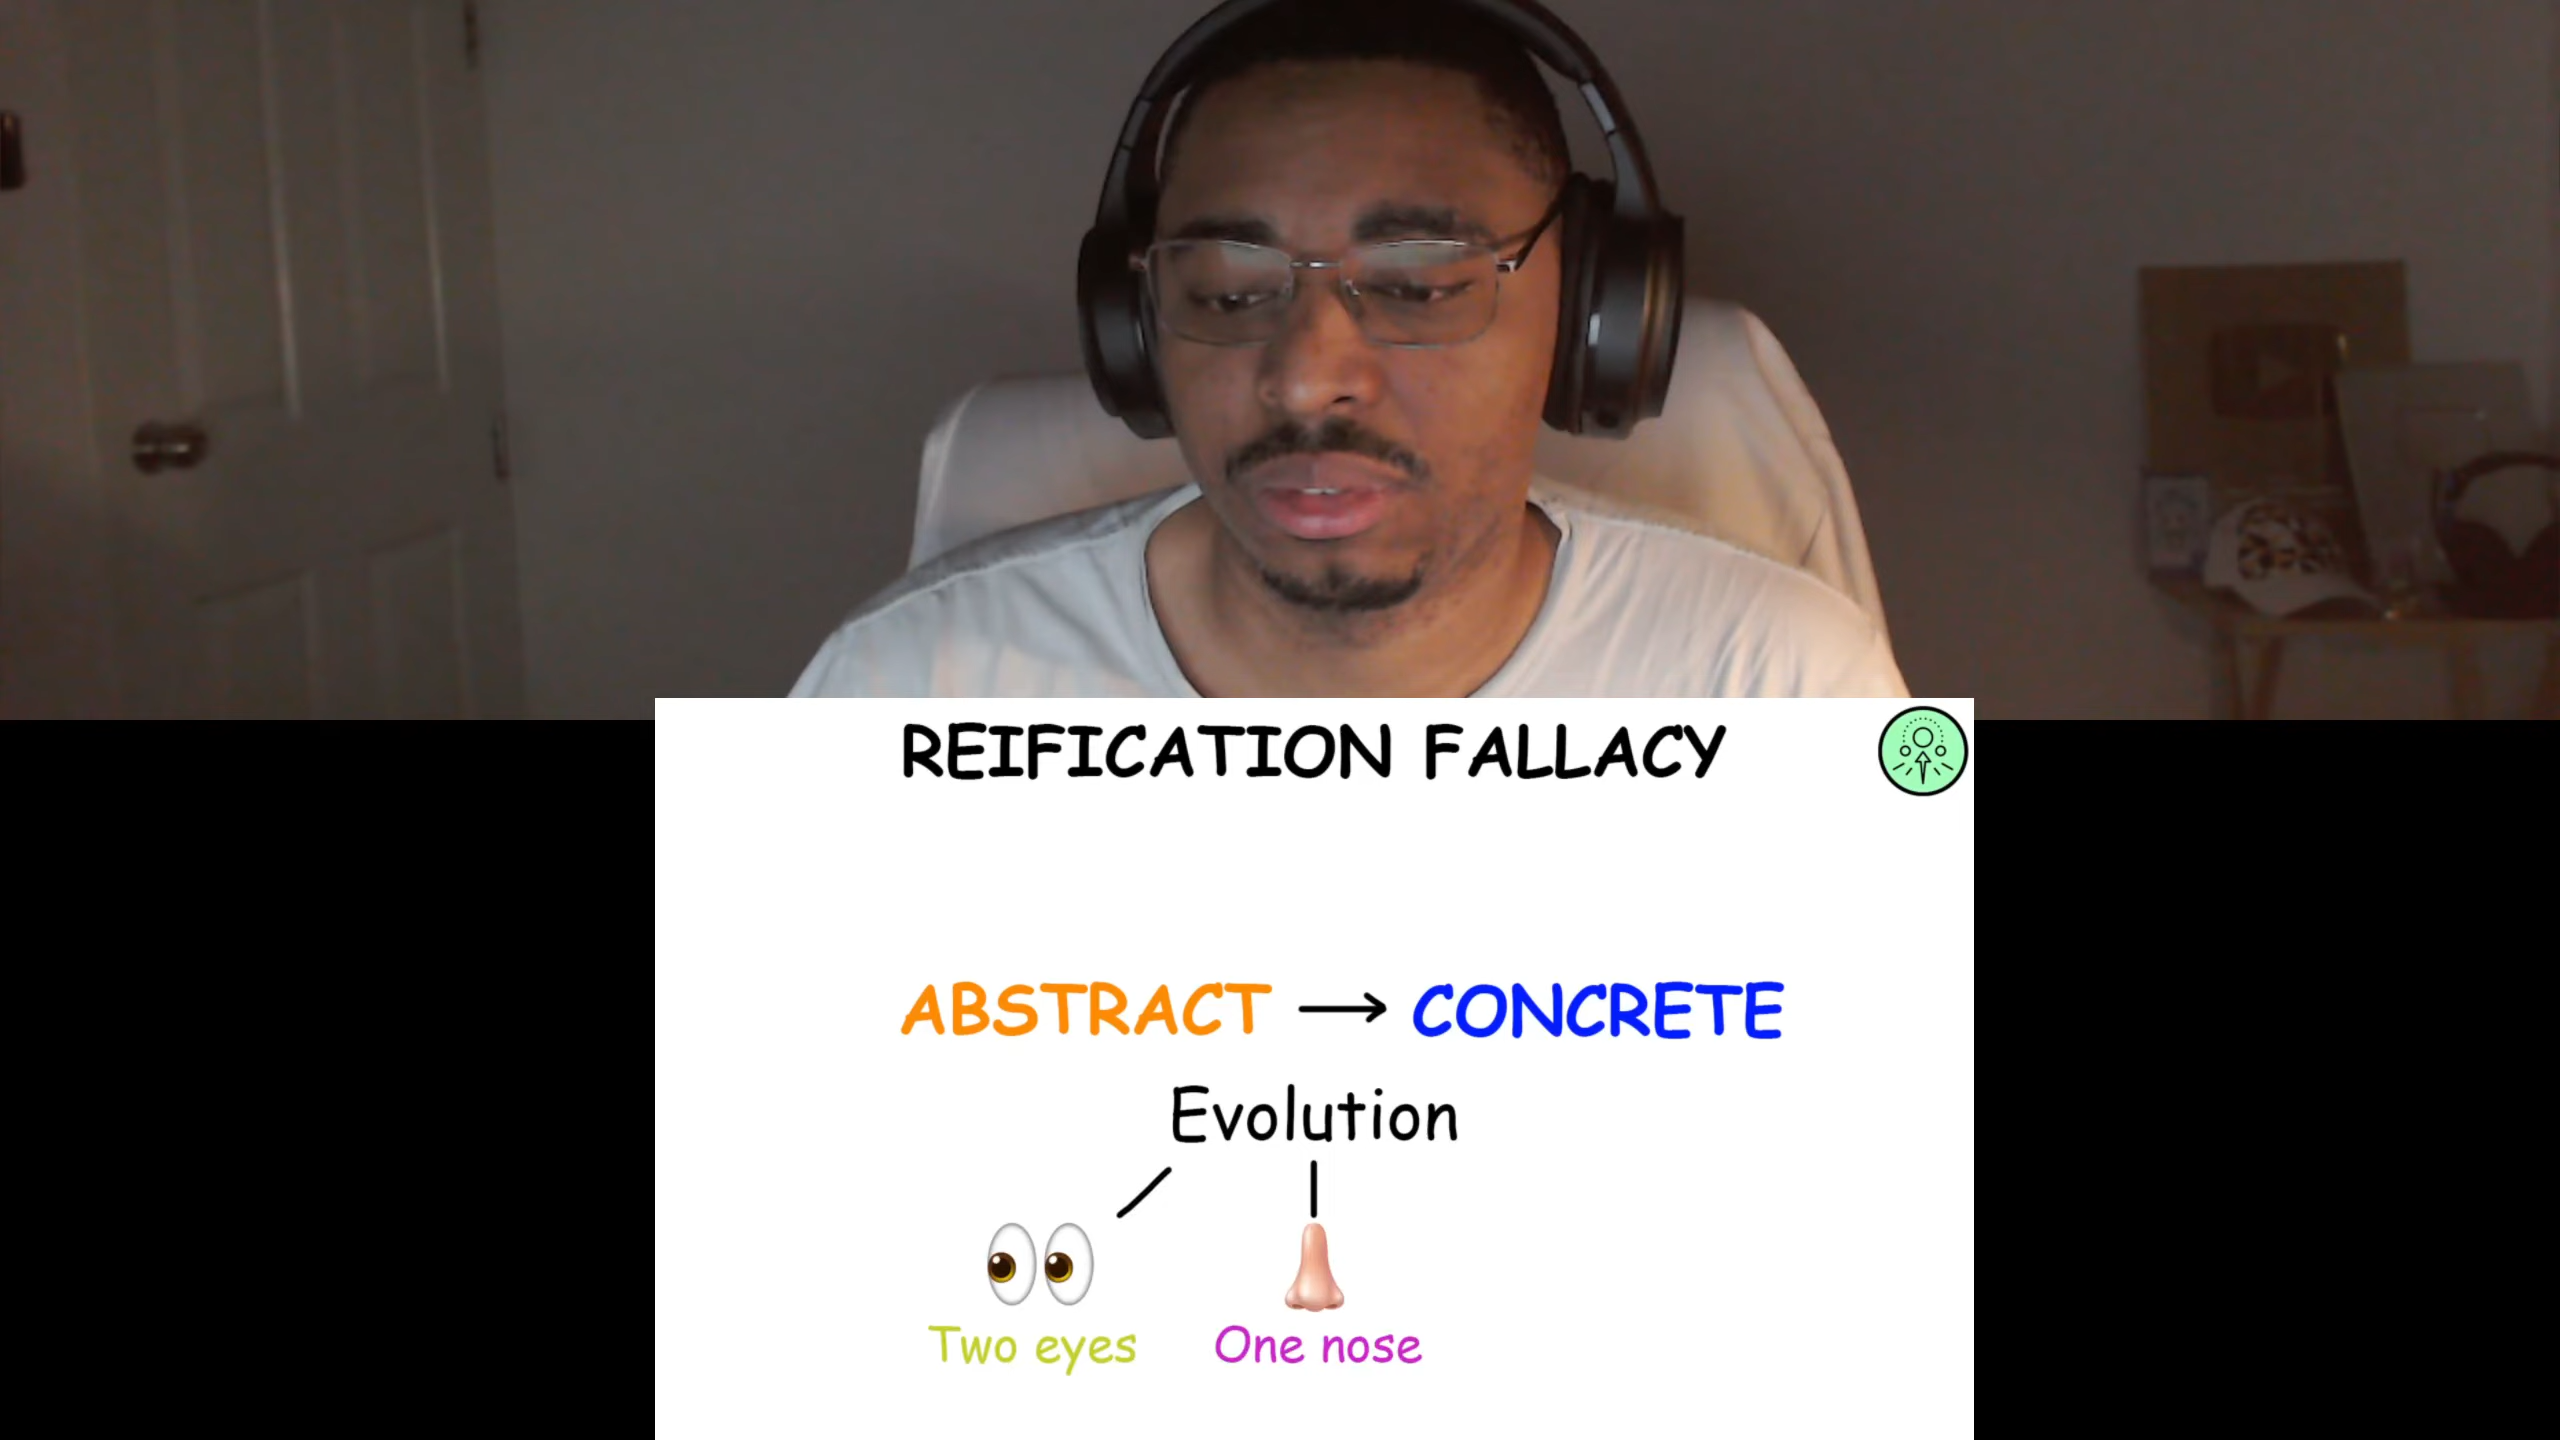 REIFICATION FALLACY
ABSTRACT → CONCRETE
Evolution
Two eyes One nose